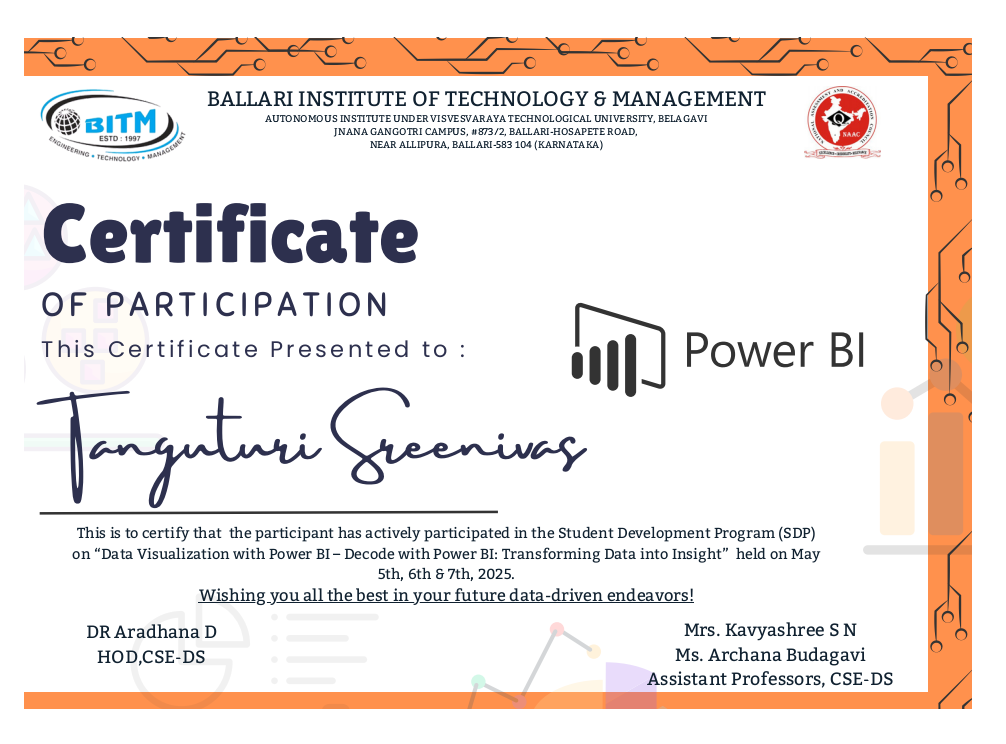 BALLARI INSTITUTE OF TECHNOLOGY & MANAGEMENT
AUTONOMOUS INSTITUTE UNDER VISVESVARAYA TECHNOLOGICAL UNIVERSITY, BELAGAVI
JNANA GANGOTRI CAMPUS, #873/2, BALLARI-HOSAPETE ROAD,
NEAR ALLIPURA, BALLARI-583 104 (KARNATAKA)
BITM
ESTD : 1997
ENGINEERING • TECHNOLOGY • MANAGEMENT
NATIONAL ASSESSMENT AND ACCREDITATION COUNCIL
NAAC
Certificate
OF PARTICIPATION
This Certificate Presented to :
Power BI
Tanguturi Sreenivas
This is to certify that the participant has actively participated in the Student Development Program (SDP)
on “Data Visualization with Power BI – Decode with Power BI: Transforming Data into Insight” held on May
5th, 6th & 7th, 2025.
Wishing you all the best in your future data-driven endeavors!
DR Aradhana D
HOD,CSE-DS
Mrs. Kavyashree S N
Ms. Archana Budagavi
Assistant Professors, CSE-DS